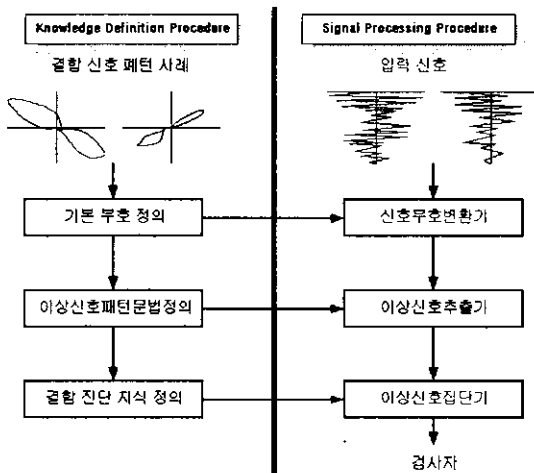 Knowledge Definition Procedure
결함 신호 패턴 사례
기본 부호 정의
이상신호패턴문법정의
결함 진단 지식 정의
Signal Processing Procedure
입력 신호
신호부호변환기
이상신호추출기
이상신호집단기
검사자